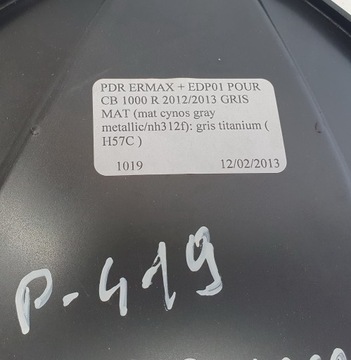 PDR ERMAX + EDP01 POUR
CB 1000 R 2012/2013 GRIS
MAT (mat cynos gray
metallic/nh312f): gris titanium (
H57C )
1019 12/02/2013
P-419